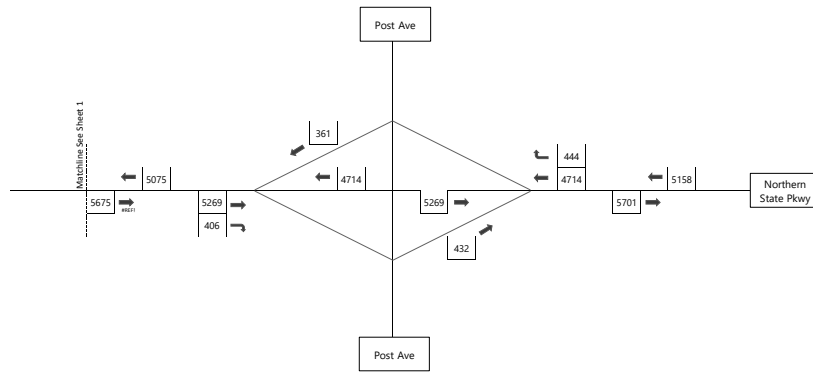 Post Ave
Matchline See Sheet 1
361
444
5075
4714
4714
5158
Northern
State Pkwy
5675
#REF!
5269
5269
5701
406
432
Post Ave